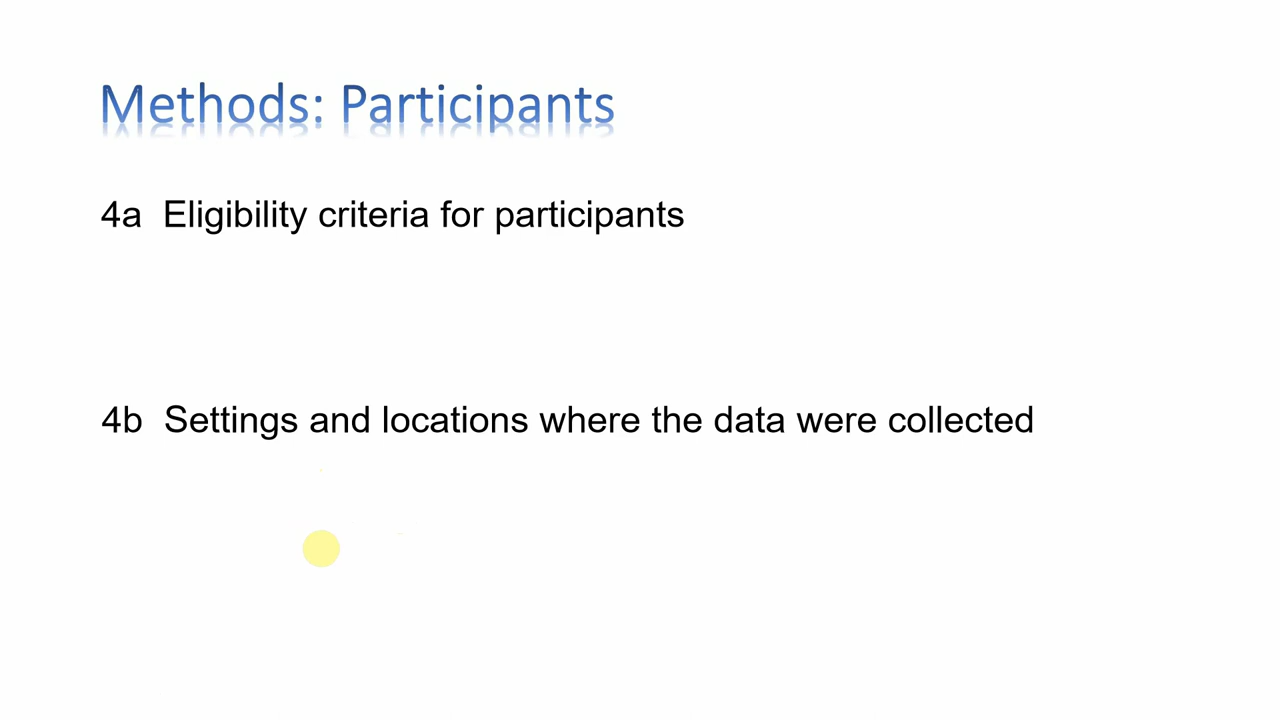 Methods: Participants
4a Eligibility criteria for participants
4b Settings and locations where the data were collected